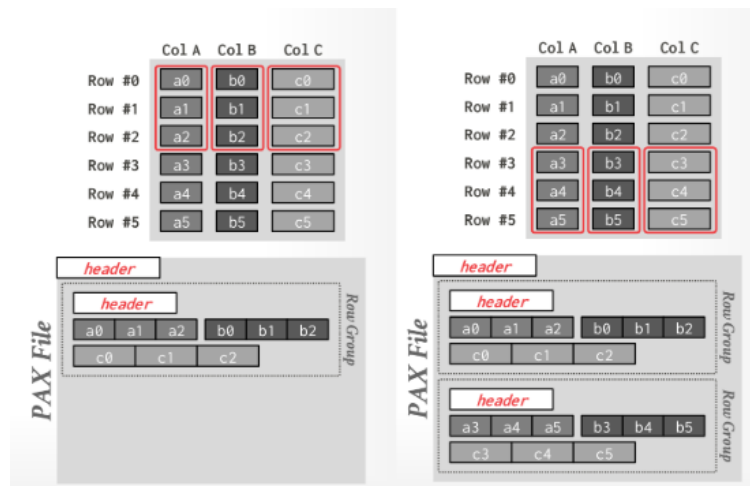 Col A Col B Col C
Row #0 a0 b0 c0
Row #1 a1 b1 c1
Row #2 a2 b2 c2
Row #3 a3 b3 c3
Row #4 a4 b4 c4
Row #5 a5 b5 c5
PAX File
header
header
a0 a1 a2 b0 b1 b2
c0 c1 c2
Row Group
Col A Col B Col C
Row #0 a0 b0 c0
Row #1 a1 b1 c1
Row #2 a2 b2 c2
Row #3 a3 b3 c3
Row #4 a4 b4 c4
Row #5 a5 b5 c5
PAX File
header
header
a0 a1 a2 b0 b1 b2
c0 c1 c2
Row Group
header
a3 a4 a5 b3 b4 b5
c3 c4 c5
Row Group